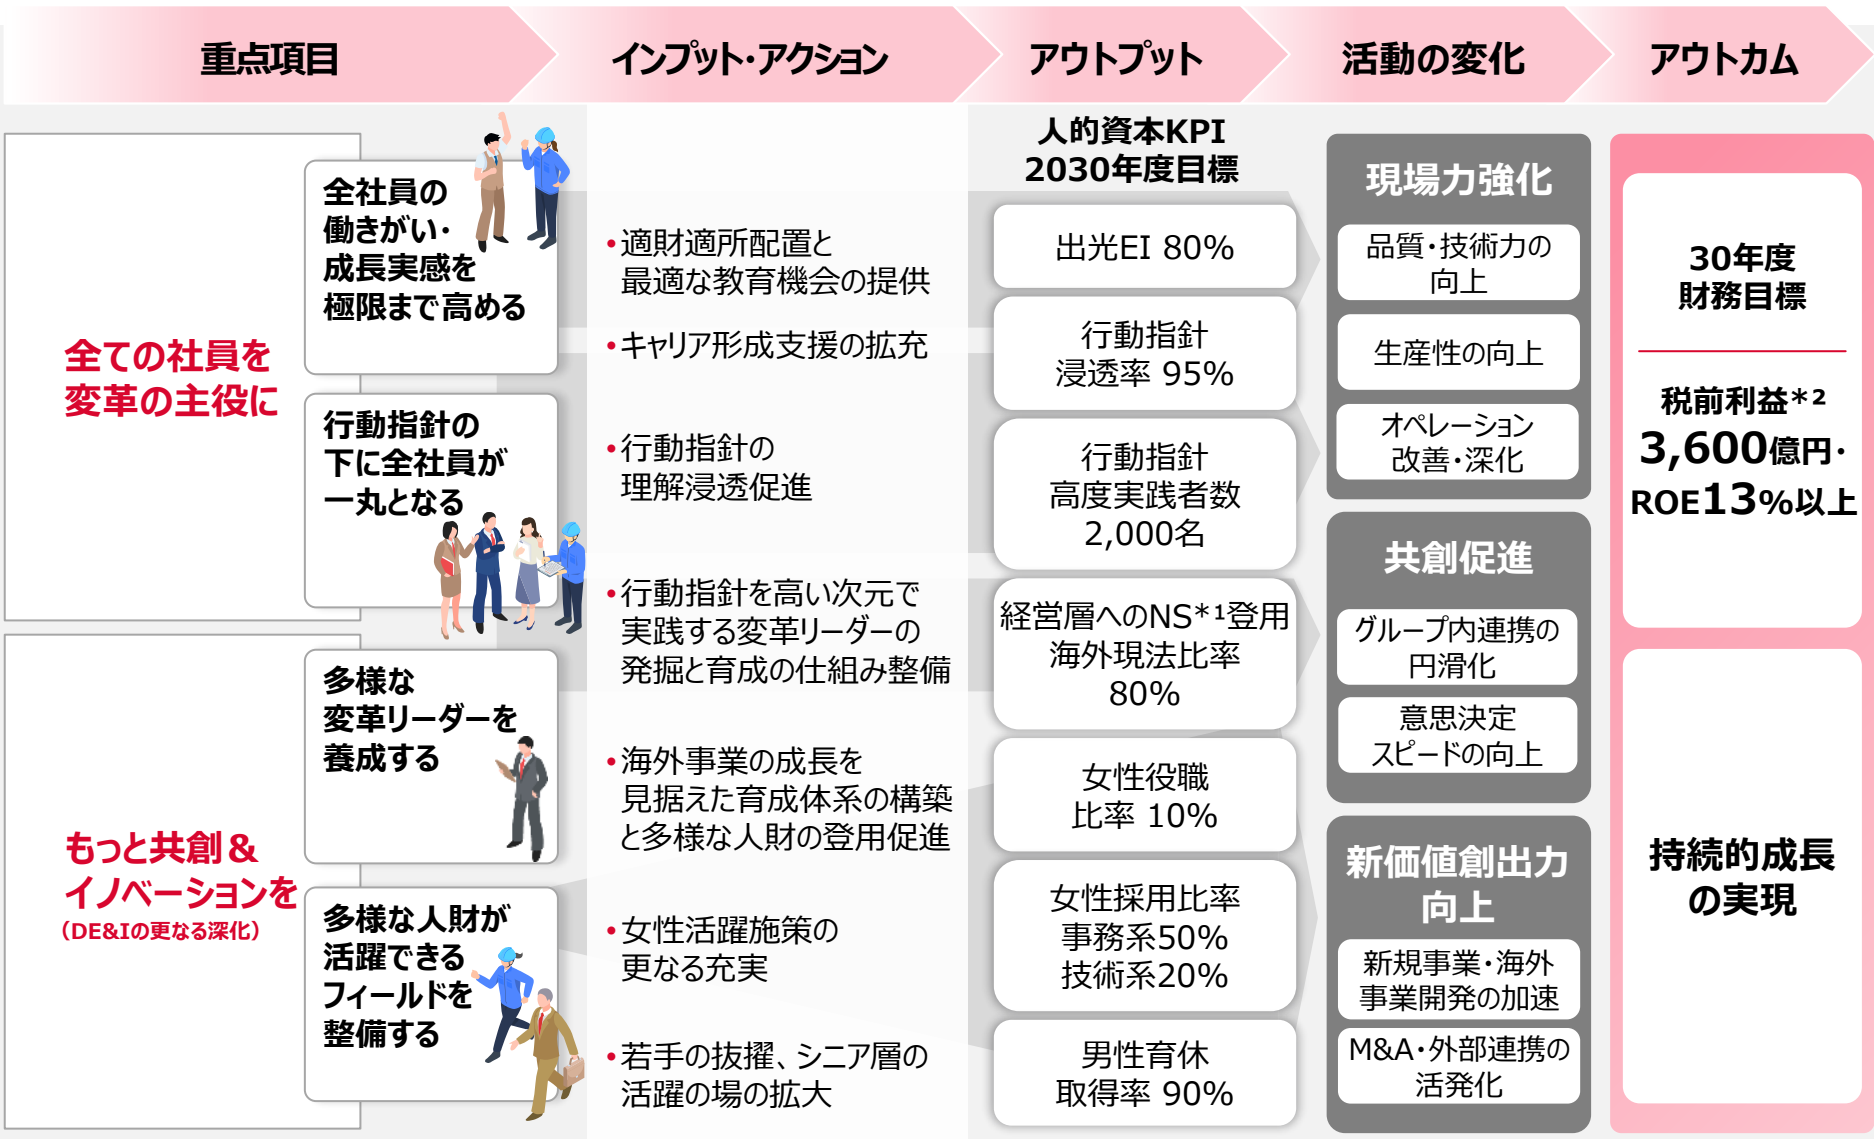 重点項目
インプット・アクション
アウトプット
活動の変化
アウトカム
全ての社員を
変革の主役に
全社員の
働きがい・
成長実感を
極限まで高める
行動指針の
下に全社員が
一丸となる
もっと共創＆
イノベーションを
（DE&Iの更なる深化）
多様な
変革リーダーを
養成する
多様な人財が
活躍できる
フィールドを
整備する
・適財適所配置と
最適な教育機会の提供
・キャリア形成支援の拡充
・行動指針の
理解浸透促進
・行動指針を高い次元で
実践する変革リーダーの
発掘と育成の仕組み整備
・海外事業の成長を
見据えた育成体系の構築
と多様な人財の登用促進
・女性活躍施策の
更なる充実
・若手の抜擢、シニア層の
活躍の場の拡大
人的資本KPI
2030年度目標
出光EI 80%
行動指針
浸透率 95%
行動指針
高度実践者数
2,000名
経営層へのNS*1登用
海外現法比率
80%
女性役職
比率 10%
女性採用比率
事務系50%
技術系20%
男性育休
取得率 90%
現場力強化
品質・技術力の
向上
生産性の向上
オペレーション
改善・深化
共創促進
グループ内連携の
円滑化
意思決定
スピードの向上
新価値創出力
向上
新規事業・海外
事業開発の加速
M&A・外部連携の
活発化
30年度
財務目標
税前利益*2
3,600億円・
ROE13%以上
持続的成長
の実現